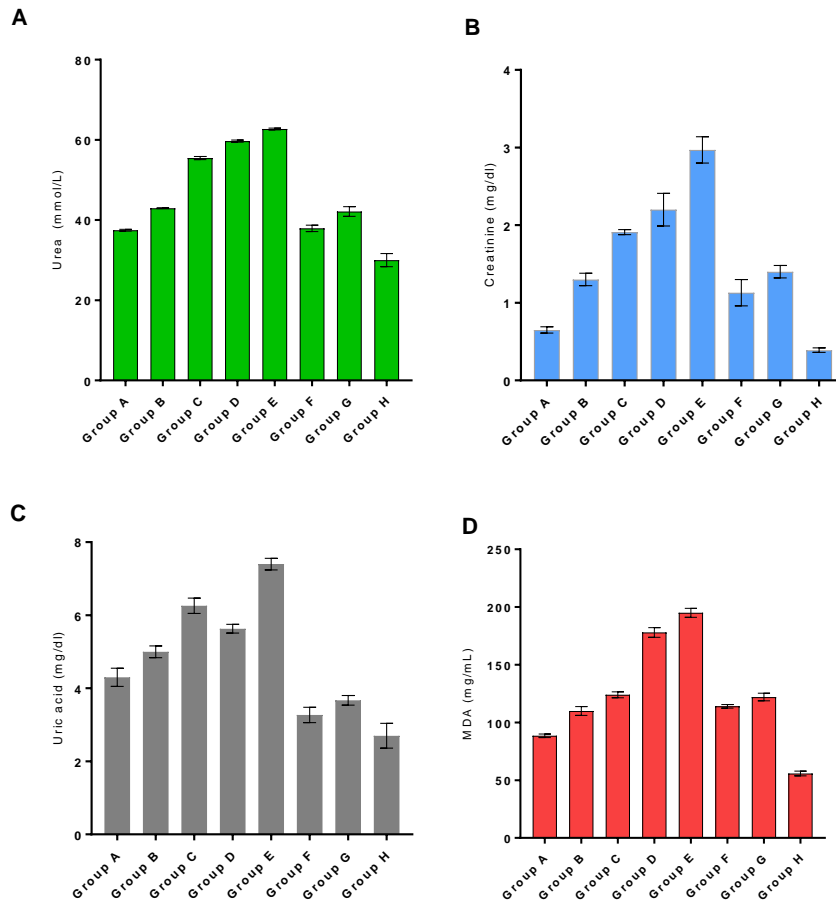 A
Urea (mmol/L)
80
60
40
20
0
Group A
Group B
Group C
Group D
Group E
Group F
Group G
Group H
B
Creatinine (mg/dl)
4
3
2
1
0
Group A
Group B
Group C
Group D
Group E
Group F
Group G
Group H
C
Uric acid (mg/dl)
8
6
4
2
0
Group A
Group B
Group C
Group D
Group E
Group F
Group G
Group H
D
MDA (mg/mL)
250
200
150
100
50
0
Group A
Group B
Group C
Group D
Group E
Group F
Group G
Group H